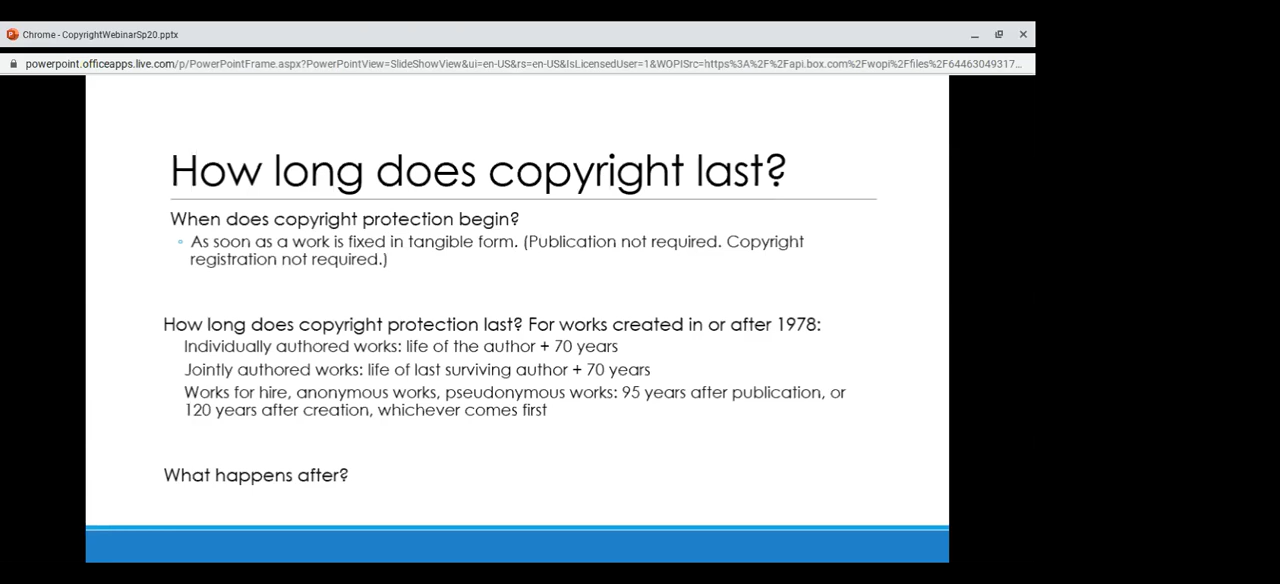 Chrome - CopyrightWebinarSp20.pptx
powerpoint.officeapps.live.com/p/PowerPointFrame.aspx?PowerPointView=SlideShowView&ui=en-US&rs=en-US&IsLicensedUser=1&WOPISrc=https%3A%2F%2Fapi.box.com%2Fwopi%2Ffiles%2F64463049317...
How long does copyright last?
When does copyright protection begin?
As soon as a work is fixed in tangible form. (Publication not required. Copyright
registration not required.)
How long does copyright protection last? For works created in or after 1978:
Individually authored works: life of the author + 70 years
Jointly authored works: life of last surviving author + 70 years
Works for hire, anonymous works, pseudonymous works: 95 years after publication, or
120 years after creation, whichever comes first
What happens after?